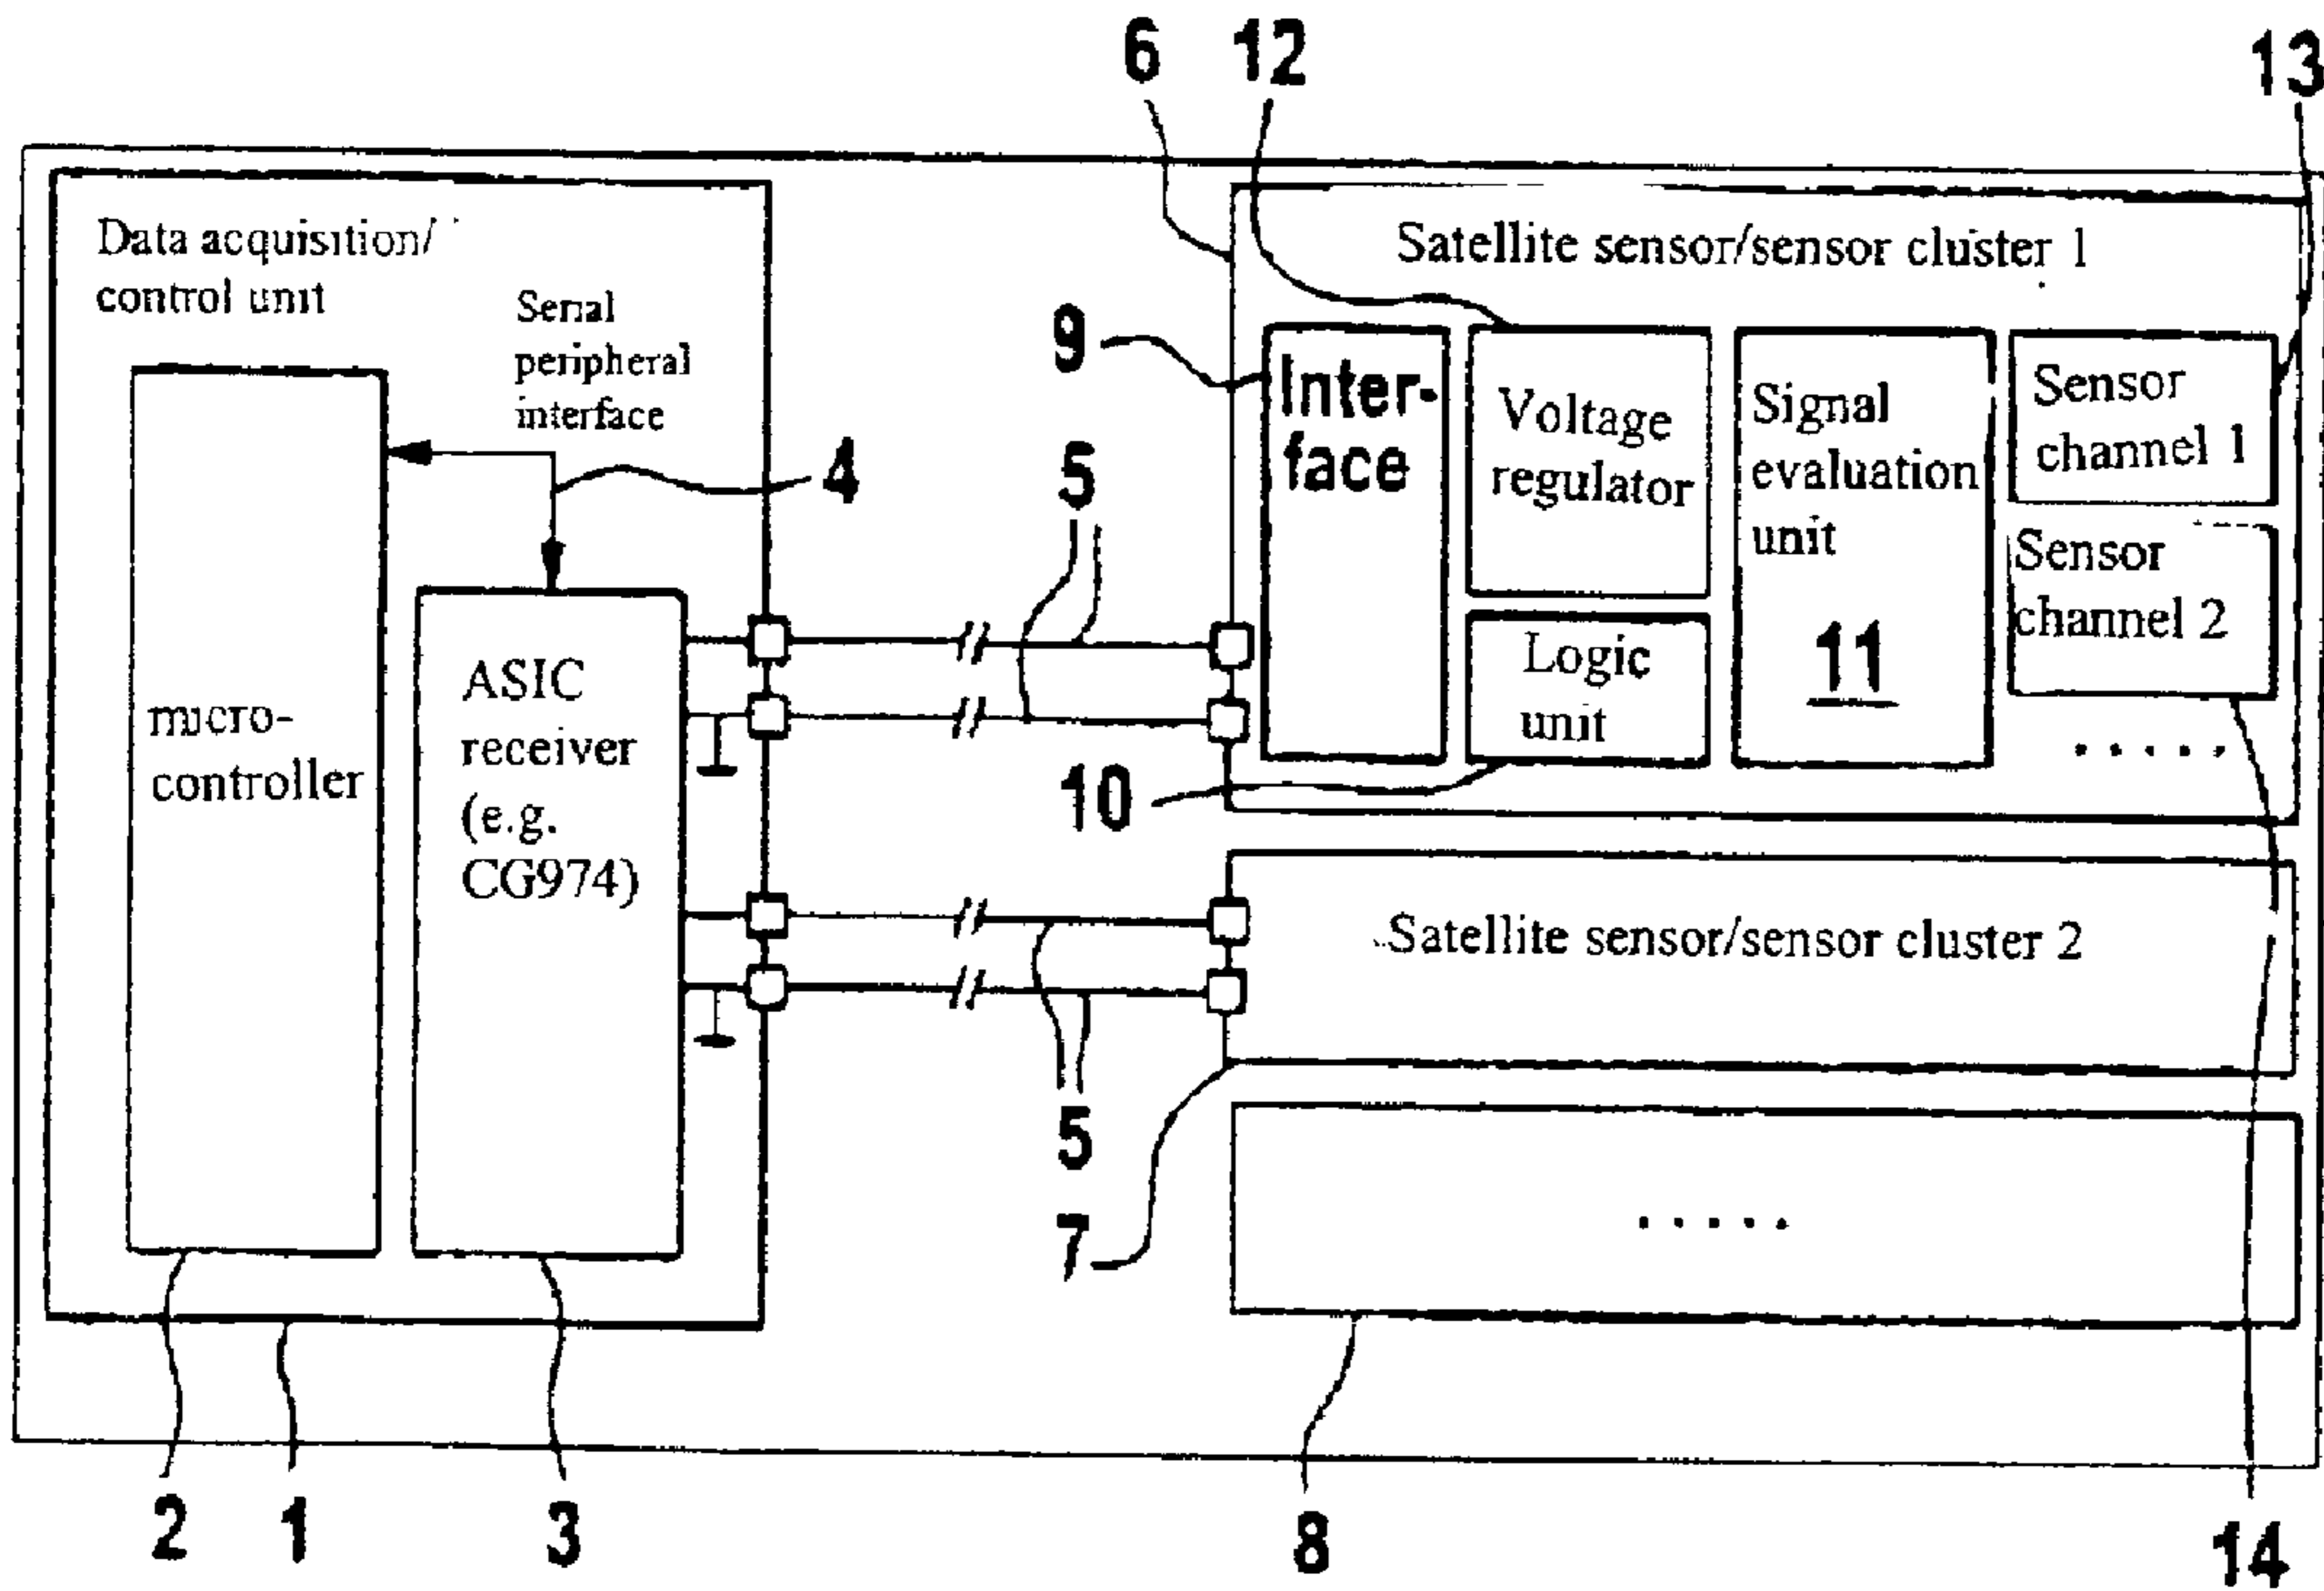 6 12 13
Data acquisition/
control unit
Serial
peripheral
interface
Satellite sensor/sensor cluster 1
9
Inter-
face
Voltage
regulator
Signal
evaluation
unit
11
Sensor
channel 1
Sensor
channel 2
.....
4
5
micro-
controller
ASIC
receiver
(e.g.
CG974)
Logic
unit
10
Satellite sensor/sensor cluster 2
5
7
.....
2 1 3 8 14